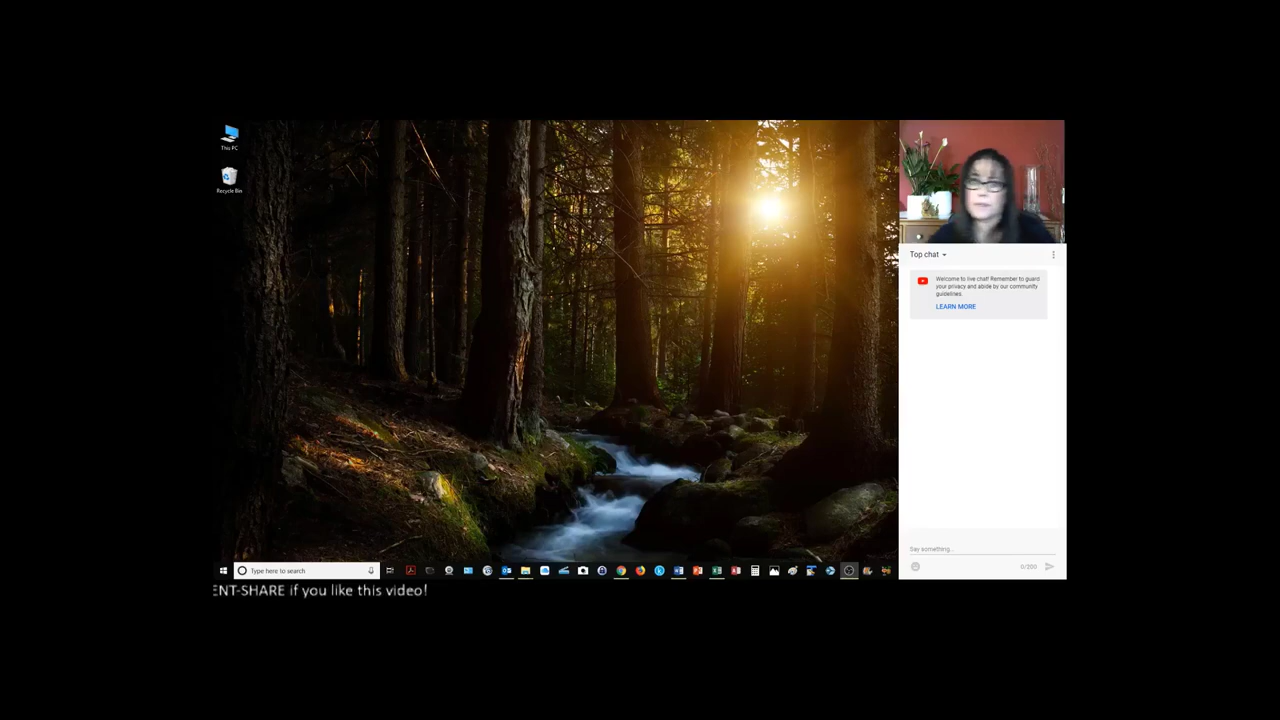 This PC
Recycle Bin
Top chat
Welcome to live chat! Remember to guard
your privacy and abide by our community
guidelines.
LEARN MORE
Say something...
0/200
Type here to search
ENT-SHARE if you like this video!